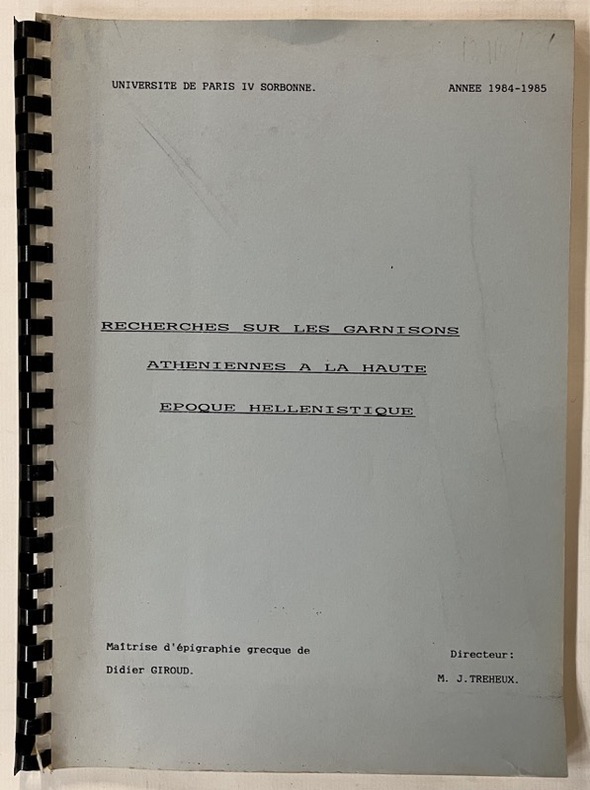 UNIVERSITE DE PARIS IV SORBONNE.
ANNEE 1984-1985
RECHERCHES SUR LES GARNISONS
ATHENIENNES A LA HAUTE
EPOQUE HELLENISTIQUE
Maîtrise d'épigraphie grecque de
Didier GIROUD.
Directeur:
M. J.TREHEUX.